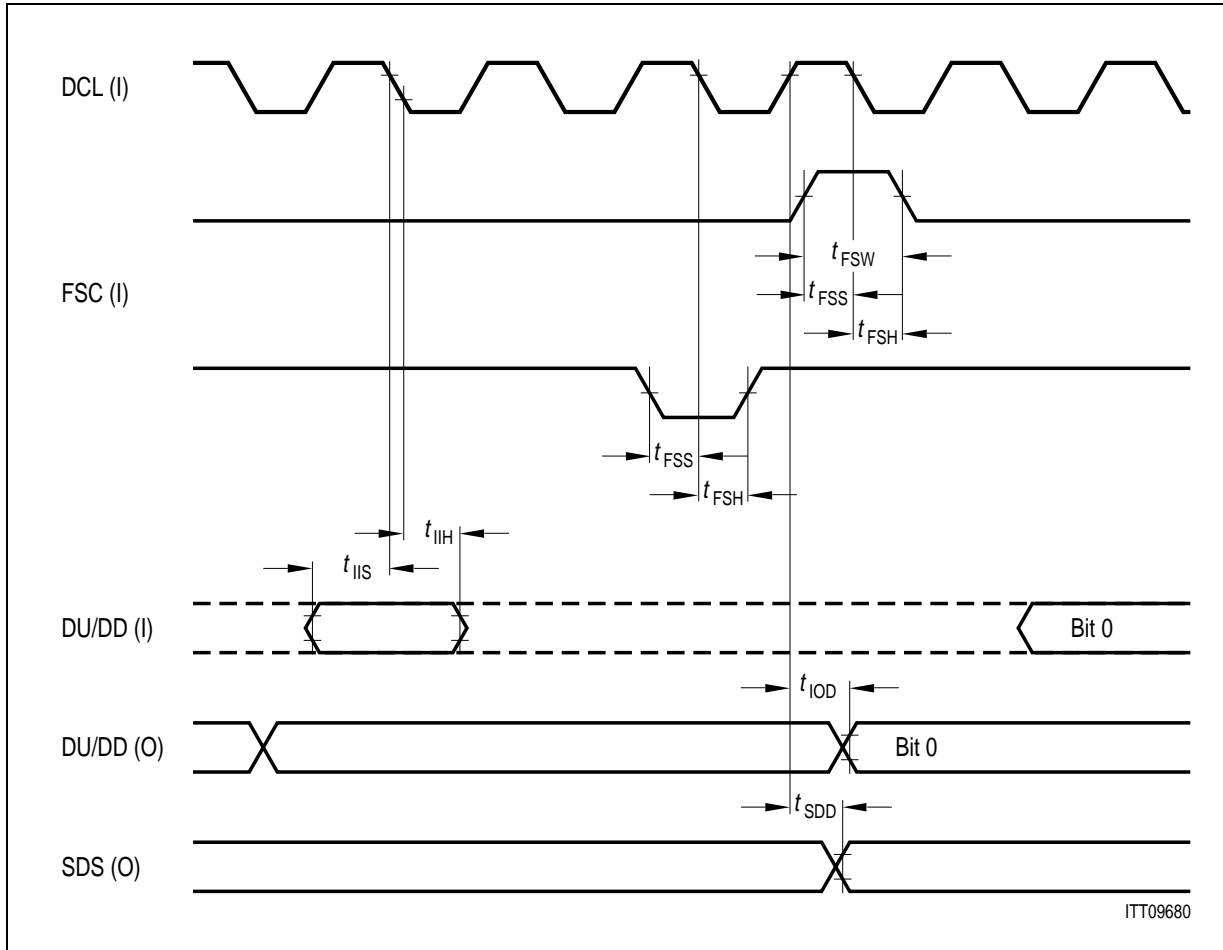 DCL (I)
t FSW
FSC (I)
t FSS
t FSH
t FSS
t FSH
t IIH
t IIS
DU/DD (I)
Bit 0
t IOD
DU/DD (O)
Bit 0
t SDD
SDS (O)
ITT09680